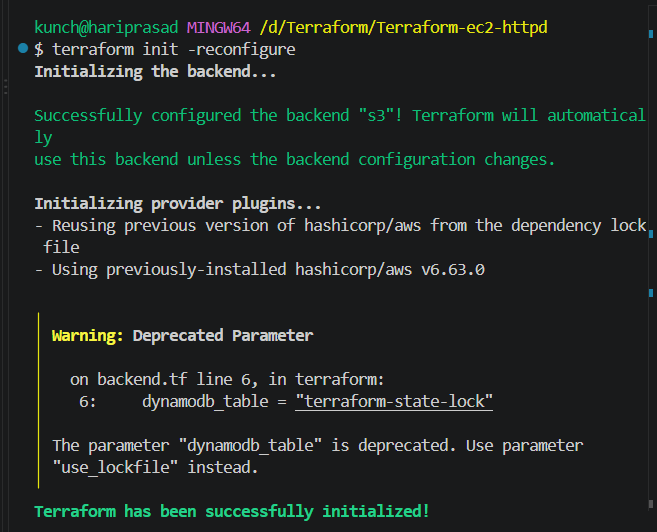 kunch@hariprasad MINGW64 /d/Terraform/Terraform-ec2-httpd
$ terraform init -reconfigure
Initializing the backend...
Successfully configured the backend "s3"! Terraform will automatical
ly
use this backend unless the backend configuration changes.
Initializing provider plugins...
- Reusing previous version of hashicorp/aws from the dependency lock
file
- Using previously-installed hashicorp/aws v6.63.0
Warning: Deprecated Parameter
on backend.tf line 6, in terraform:
6:     dynamodb_table = "terraform-state-lock"
The parameter "dynamodb_table" is deprecated. Use parameter
"use_lockfile" instead.
Terraform has been successfully initialized!